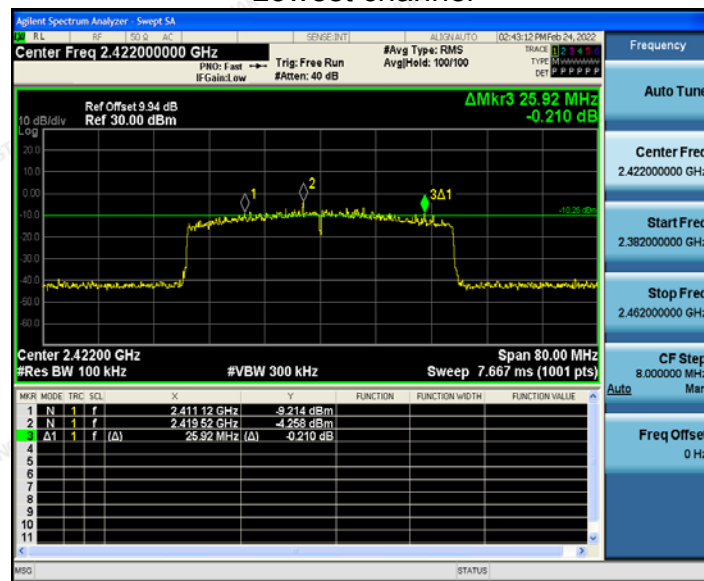 Lowest channel
Agilent Spectrum Analyzer - Swept SA
RL RF 50 Ω AC SENSE:INT ALIGNAUTO 02:43:12 PM Feb 24, 2022
Center Freq 2.422000000 GHz
PNO: Fast
IFGain:Low
Trig: Free Run
#Atten: 40 dB
#Avg Type: RMS
Avg|Hold: 100/100
TRACE 1 2 3 4 5 6
TYPE M
DET P P P P P P
Ref Offset 9.94 dB
10 dB/div Ref 30.00 dBm
Log
ΔMkr3 25.92 MHz
-0.210 dB
20.0
10.0
0.00
-10.0
-20.0
-30.0
-40.0
-50.0
-60.0
1
2
3Δ1
-10.26 dBm
Center 2.42200 GHz Span 80.00 MHz
#Res BW 100 kHz #VBW 300 kHz Sweep 7.667 ms (1001 pts)
MKR MODE TRC SCL X Y FUNCTION FUNCTION WIDTH FUNCTION VALUE
1 N 1 f 2.411 12 GHz -9.214 dBm
2 N 1 f 2.419 52 GHz -4.258 dBm
3 Δ1 1 f (Δ) 25.92 MHz (Δ) -0.210 dB
4
5
6
7
8
9
10
11
MSG STATUS
Frequency
Auto Tune
Center Freq
2.422000000 GHz
Start Freq
2.382000000 GHz
Stop Freq
2.462000000 GHz
CF Step
8.000000 MHz
Auto Man
Freq Offset
0 Hz